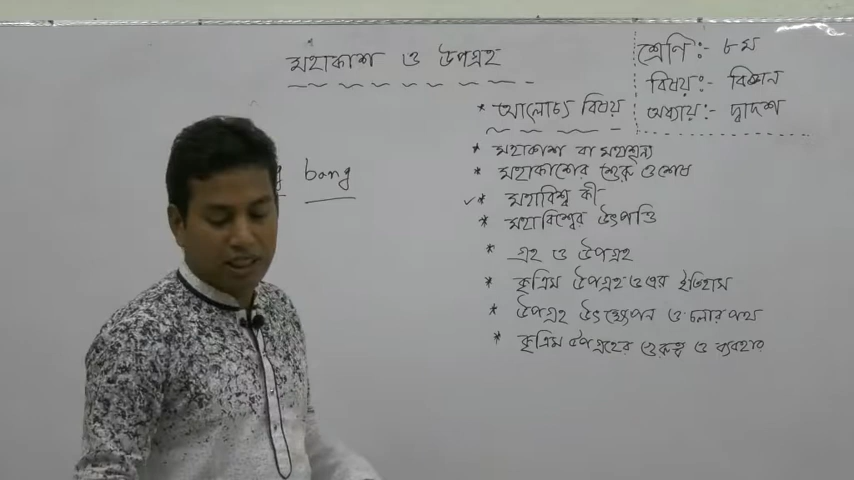 মহাকাশ ও উপগ্রহ
শ্রেণি:- ৮ম
বিষয়:- বিজ্ঞান
অধ্যায়:- দ্বাদশ
* আলোচ্য বিষয়
* মহাকাশ বা মহাশূন্য
* মহাকাশের শুরু ও শেষ
✓* মহাবিশ্ব কী
* মহাবিশ্বের উৎপত্তি
* গ্রহ ও উপগ্রহ
* কৃত্রিম উপগ্রহ ও এর ইতিহাস
* উপগ্রহ উৎক্ষেপন ও চলার পথ
* কৃত্রিম উপগ্রহের গুরুত্ব ও ব্যবহার
bang